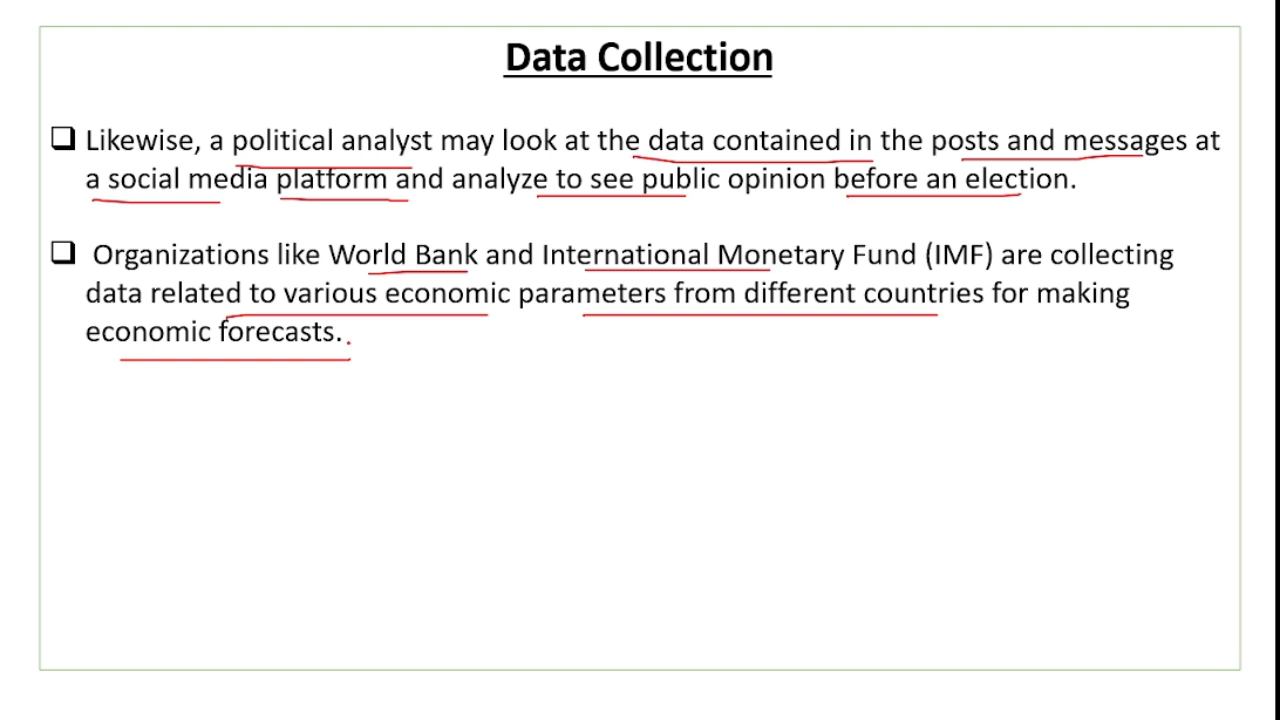 Data Collection
❑ Likewise, a political analyst may look at the data contained in the posts and messages at
a social media platform and analyze to see public opinion before an election.
❑ Organizations like World Bank and International Monetary Fund (IMF) are collecting
data related to various economic parameters from different countries for making
economic forecasts.